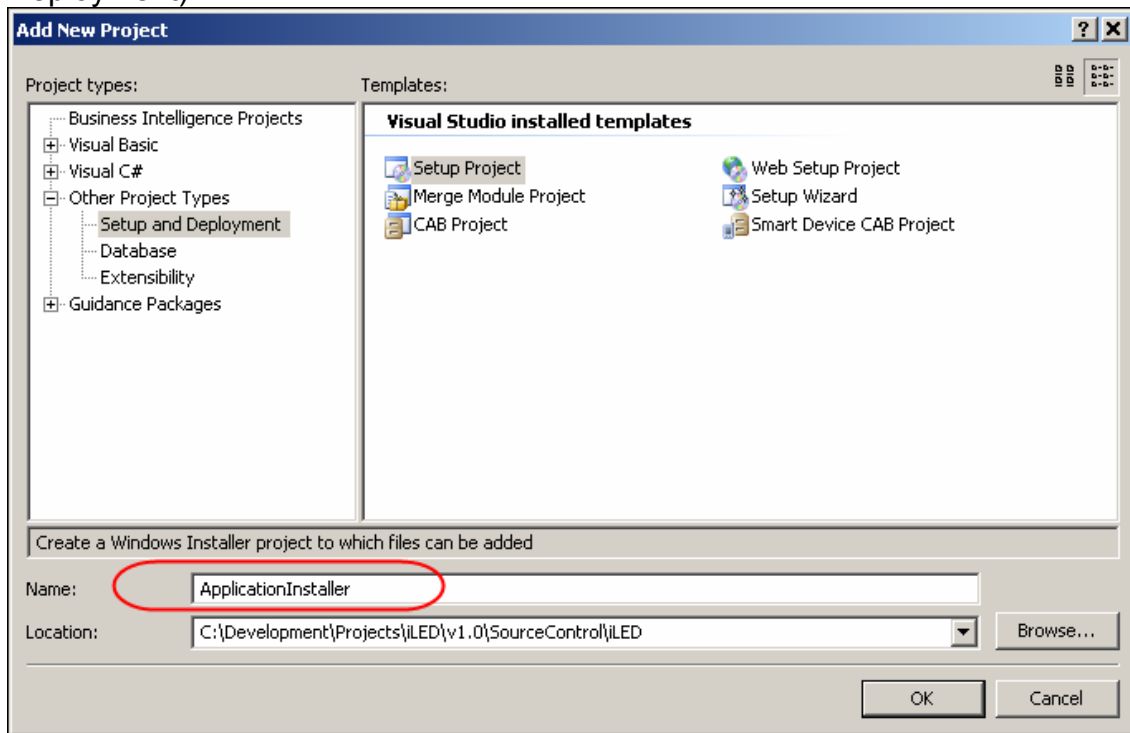 Add New Project
Project types:
Templates:
Business Intelligence Projects
Visual Basic
Visual C#
Other Project Types
Setup and Deployment
Database
Extensibility
Guidance Packages
Visual Studio installed templates
Setup Project
Web Setup Project
Merge Module Project
Setup Wizard
CAB Project
Smart Device CAB Project
Create a Windows Installer project to which files can be added
Name:
ApplicationInstaller
Location:
C:\Development\Projects\iLED\v1.0\SourceControl\iLED
Browse...
OK
Cancel